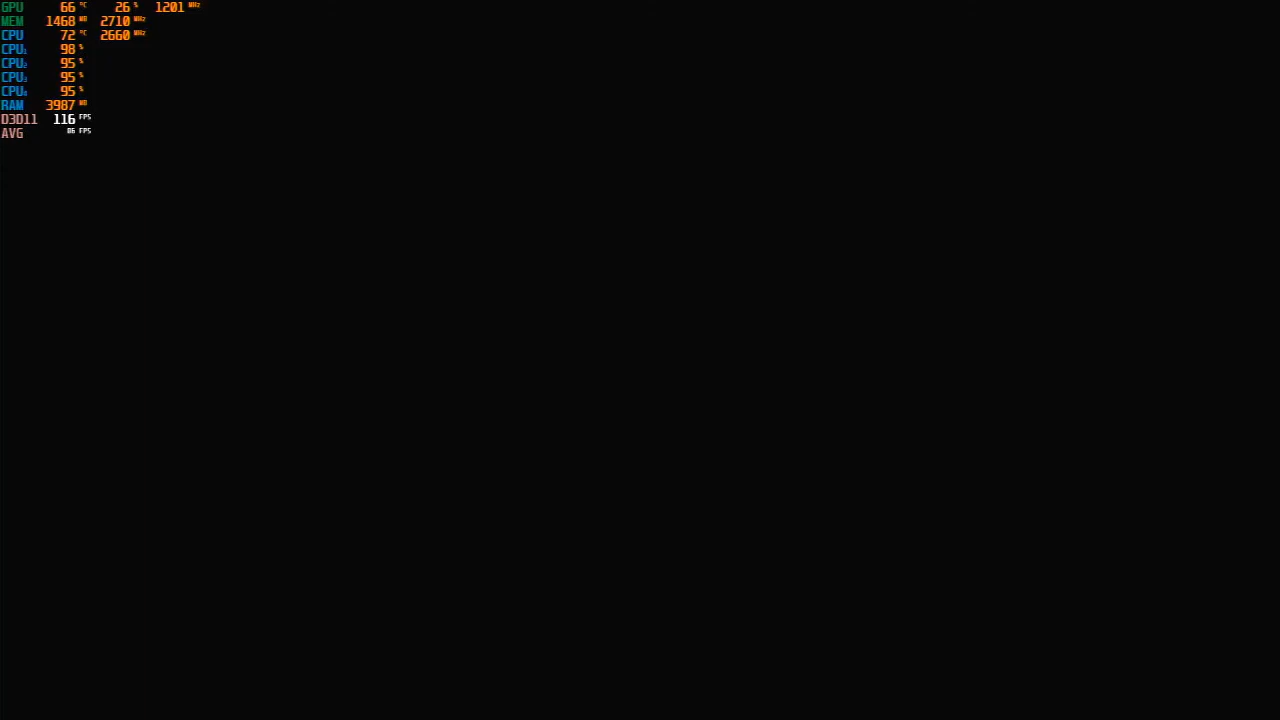 GPU 66 °C 26 % 1201 MHz
MEM 1468 MB 2710 MHz
CPU 72 °C 2660 MHz
CPU1 98 %
CPU2 95 %
CPU3 95 %
CPU4 95 %
RAM 3987 MB
D3D11 116 FPS
AVG 86 FPS